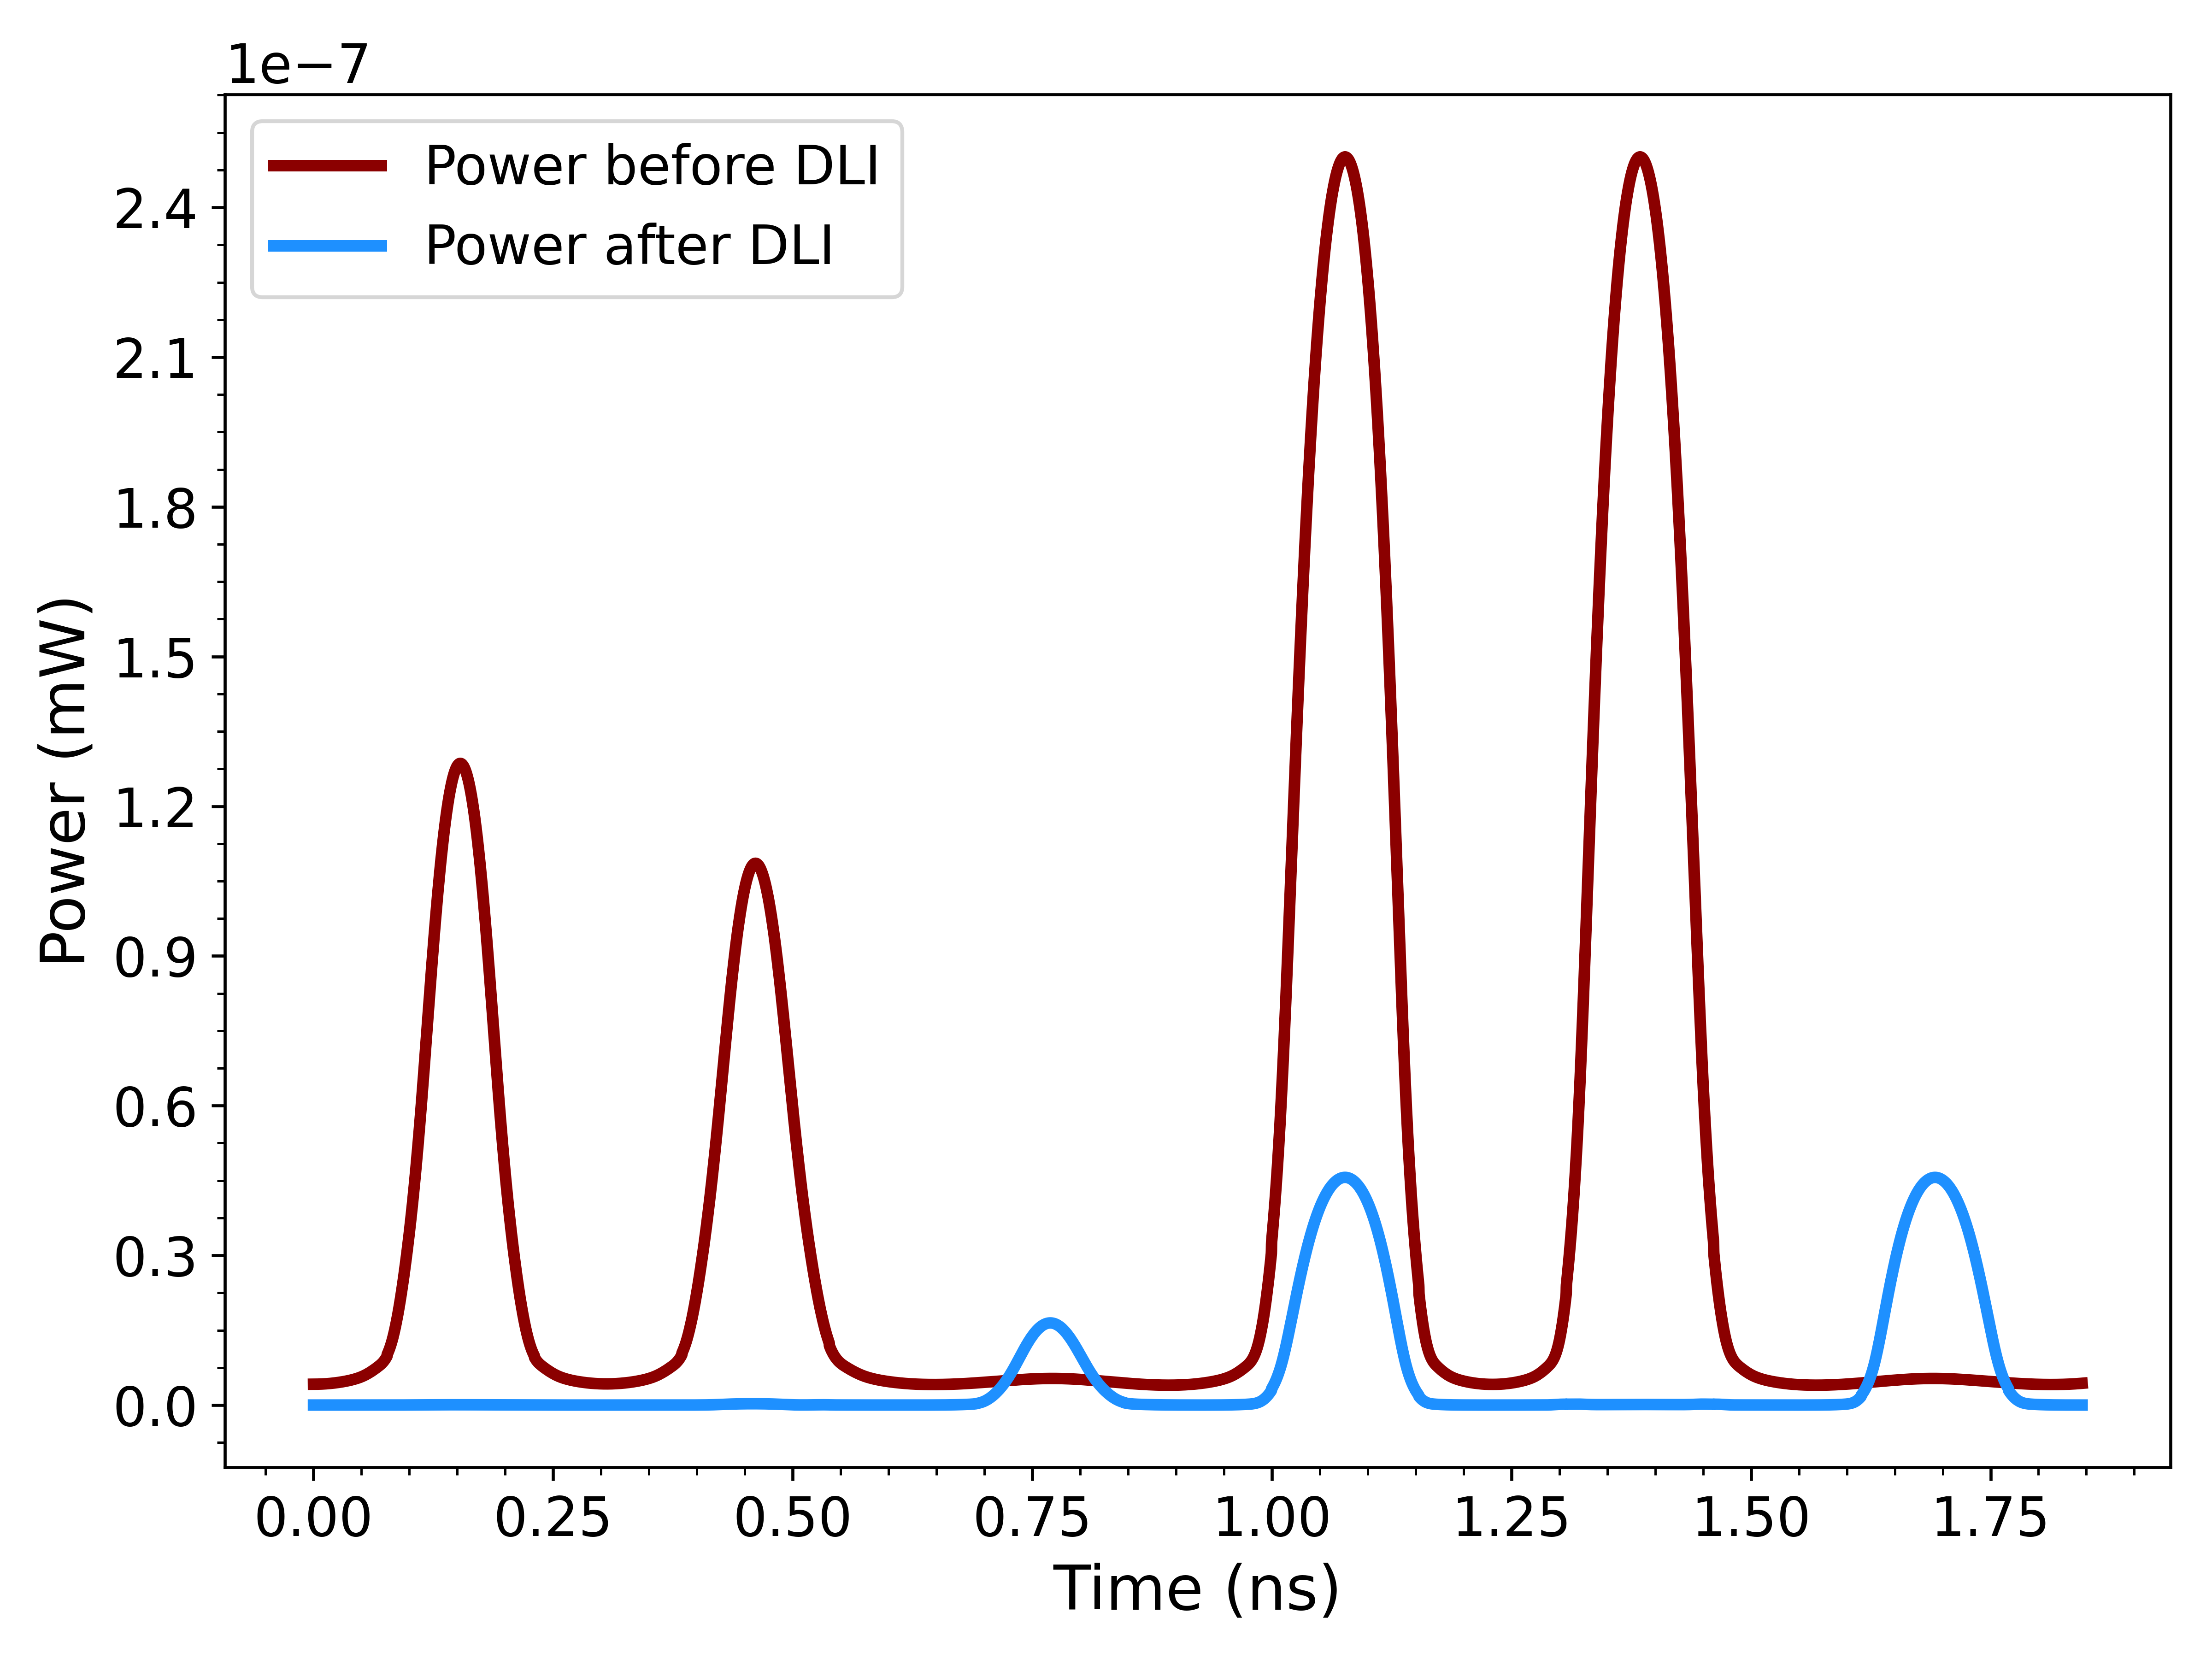 1e−7
Power before DLI
Power after DLI
2.4
2.1
1.8
1.5
1.2
0.9
0.6
0.3
0.0
Power (mW)
0.00 0.25 0.50 0.75 1.00 1.25 1.50 1.75
Time (ns)